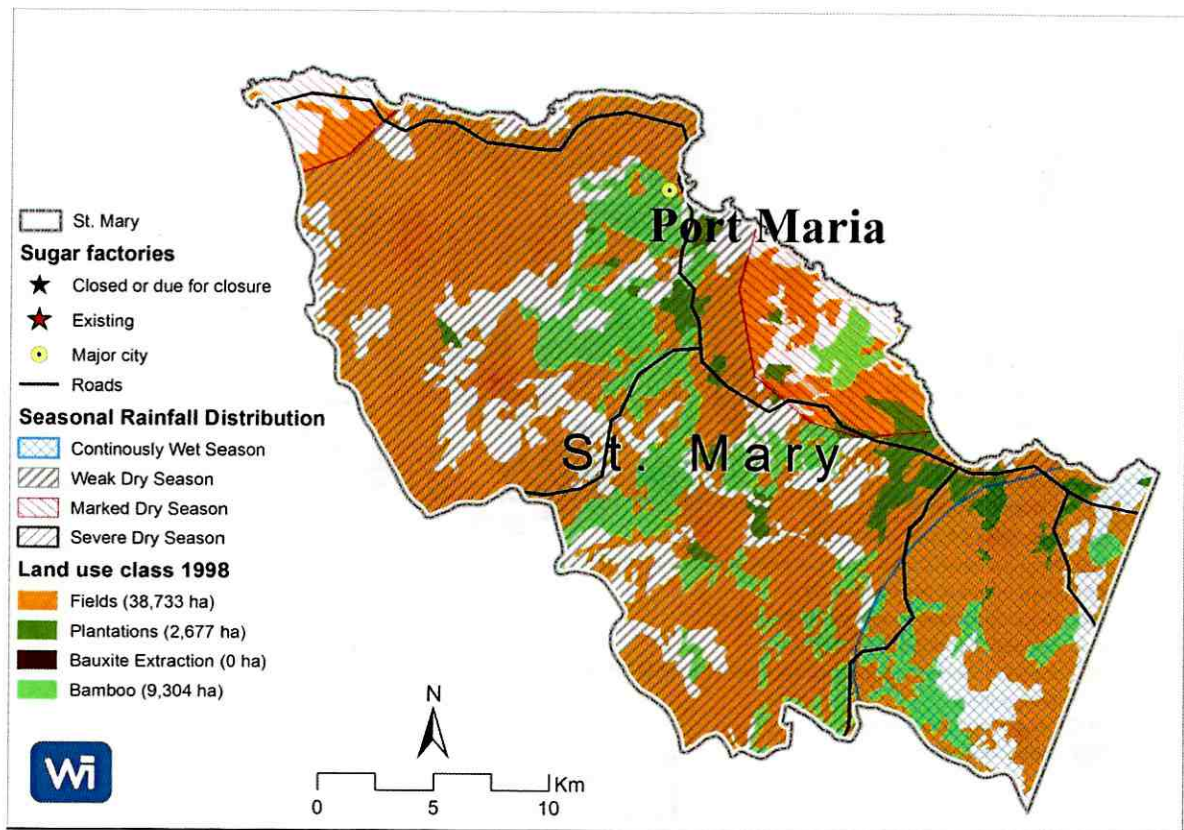 Port Maria
St. Mary
St. Mary
Sugar factories
Closed or due for closure
Existing
Major city
Roads
Seasonal Rainfall Distribution
Continously Wet Season
Weak Dry Season
Marked Dry Season
Severe Dry Season
Land use class 1998
Fields (38,733 ha)
Plantations (2,677 ha)
Bauxite Extraction (0 ha)
Bamboo (9,304 ha)
N
Km
0 5 10
Wi